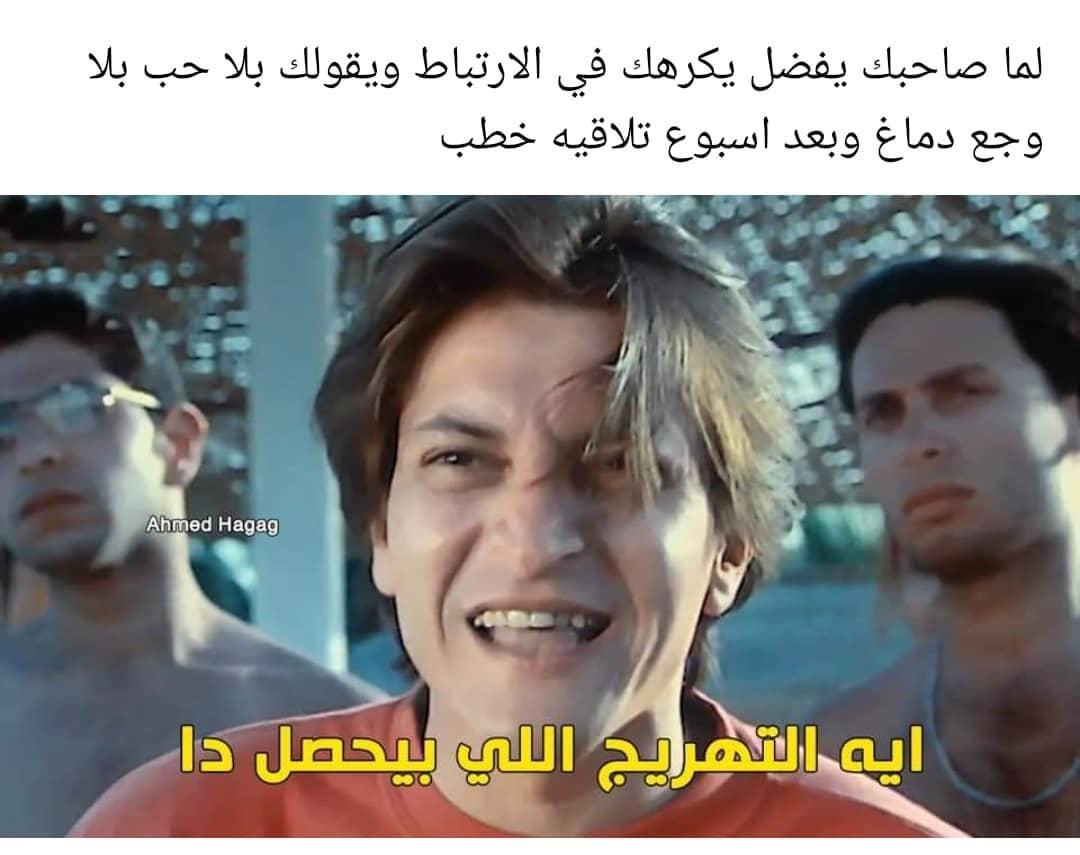 لما صاحبك يفضل يكرهك في الارتباط ويقولك بلا حب بلا
وجع دماغ وبعد اسبوع تلاقيه خطب
Ahmed Hagag
ايه التهريج اللي بيحصل دا